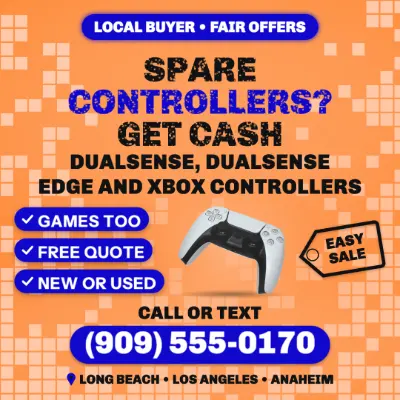 LOCAL BUYER • FAIR OFFERS
SPARE
CONTROLLERS?
GET CASH
DUALSENSE, DUALSENSE
EDGE AND XBOX CONTROLLERS
GAMES TOO
FREE QUOTE
NEW OR USED
EASY
SALE
CALL OR TEXT
(909) 555-0170
LONG BEACH • LOS ANGELES • ANAHEIM